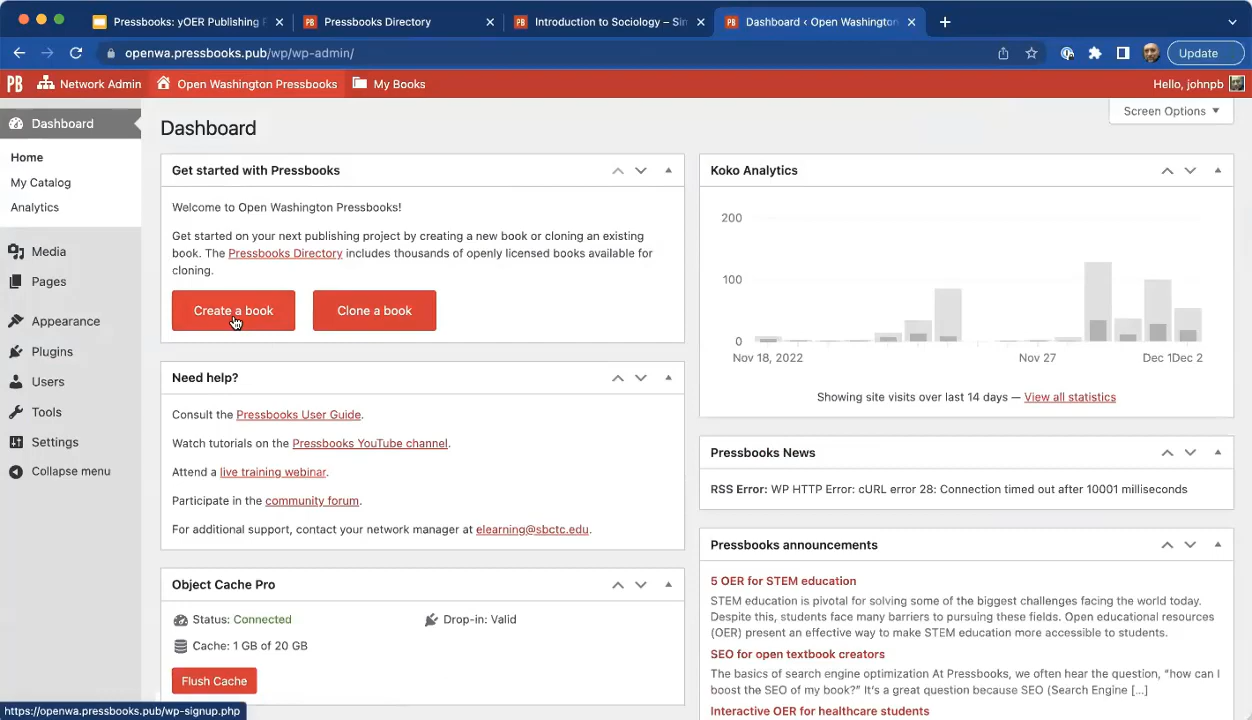 Pressbooks: yOER Publishing F
Pressbooks Directory
Introduction to Sociology – Sin
Dashboard ‹ Open Washington
openwa.pressbooks.pub/wp/wp-admin/
Update
PB
Network Admin
Open Washington Pressbooks
My Books
Hello, johnpb
Dashboard
Home
My Catalog
Analytics
Media
Pages
Appearance
Plugins
Users
Tools
Settings
Collapse menu
Screen Options ▼
Dashboard
Get started with Pressbooks
Welcome to Open Washington Pressbooks!
Get started on your next publishing project by creating a new book or cloning an existing
book. The Pressbooks Directory includes thousands of openly licensed books available for
cloning.
Create a book
Clone a book
Need help?
Consult the Pressbooks User Guide.
Watch tutorials on the Pressbooks YouTube channel.
Attend a live training webinar.
Participate in the community forum.
For additional support, contact your network manager at elearning@sbctc.edu.
Object Cache Pro
Status: Connected
Drop-in: Valid
Cache: 1 GB of 20 GB
Flush Cache
Koko Analytics
200
100
0
Nov 18, 2022
Nov 27
Dec 1
Dec 2
Showing site visits over last 14 days — View all statistics
Pressbooks News
RSS Error: WP HTTP Error: cURL error 28: Connection timed out after 10001 milliseconds
Pressbooks announcements
5 OER for STEM education
STEM education is pivotal for solving some of the biggest challenges facing the world today.
Despite this, students face many barriers to pursuing these fields. Open educational resources
(OER) present an effective way to make STEM education more accessible to students.
SEO for open textbook creators
The basics of search engine optimization At Pressbooks, we often hear the question, “how can I
boost the SEO of my book?” It’s a great question because SEO (Search Engine [...]
Interactive OER for healthcare students
https://openwa.pressbooks.pub/wp-signup.php